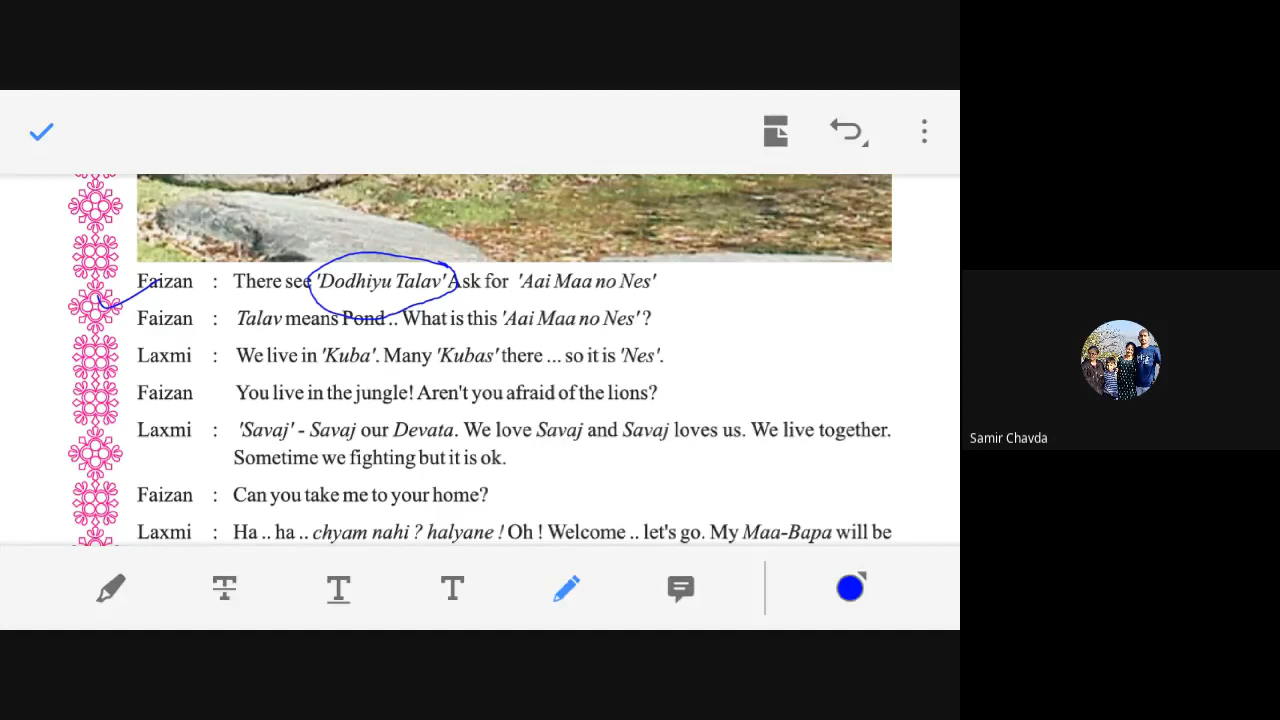 Faizan : There see 'Dodhiyu Talav' Ask for 'Aai Maa no Nes'
Faizan : Talav means Pond .. What is this 'Aai Maa no Nes' ?
Laxmi : We live in 'Kuba'. Many 'Kubas' there ... so it is 'Nes'.
Faizan You live in the jungle! Aren't you afraid of the lions?
Laxmi : 'Savaj' - Savaj our Devata. We love Savaj and Savaj loves us. We live together.
Sometime we fighting but it is ok.
Faizan : Can you take me to your home?
Laxmi : Ha .. ha .. chyam nahi ? halyane ! Oh ! Welcome .. let's go. My Maa-Bapa will be
T T T
Samir Chavda